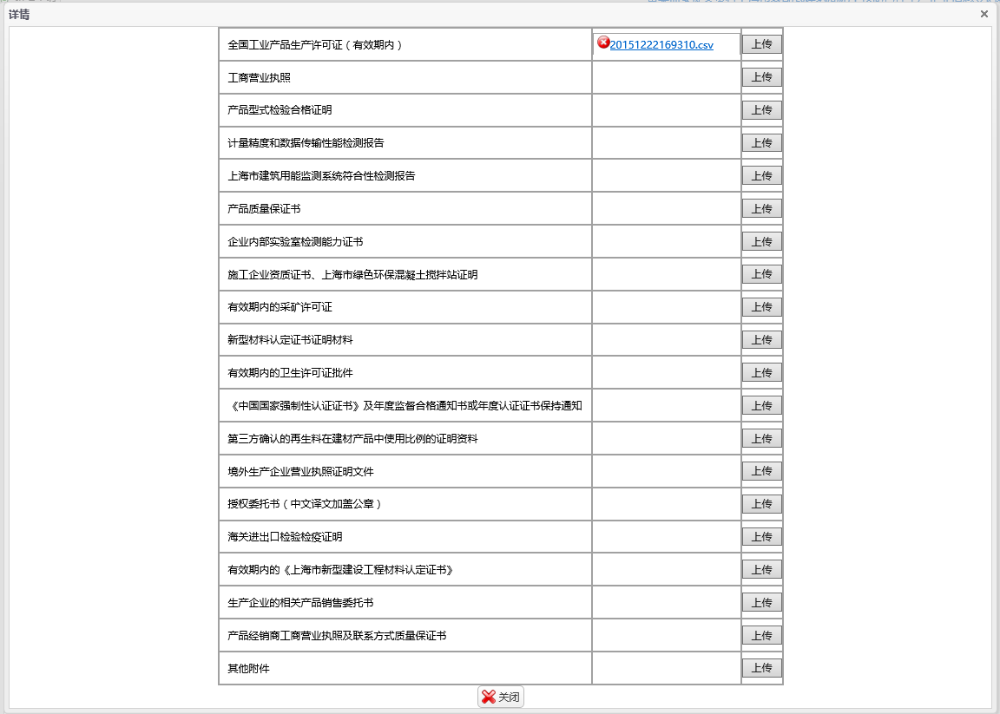 详情
全国工业产品生产许可证（有效期内） 20151222169310.csv 上传
工商营业执照 上传
产品型式检验合格证明 上传
计量精度和数据传输性能检测报告 上传
上海市建筑用能监测系统符合性检测报告 上传
产品质量保证书 上传
企业内部实验室检测能力证书 上传
施工企业资质证书、上海市绿色环保混凝土搅拌站证明 上传
有效期内的采矿许可证 上传
新型材料认定证书证明材料 上传
有效期内的卫生许可证批件 上传
《中国国家强制性认证证书》及年度监督合格通知书或年度认证证书保持通知 上传
第三方确认的再生料在建材产品中使用比例的证明资料 上传
境外生产企业营业执照证明文件 上传
授权委托书（中文译文加盖公章） 上传
海关进出口检验检疫证明 上传
有效期内的《上海市新型建设工程材料认定证书》 上传
生产企业的相关产品销售委托书 上传
产品经销商工商营业执照及联系方式质量保证书 上传
其他附件 上传
关闭